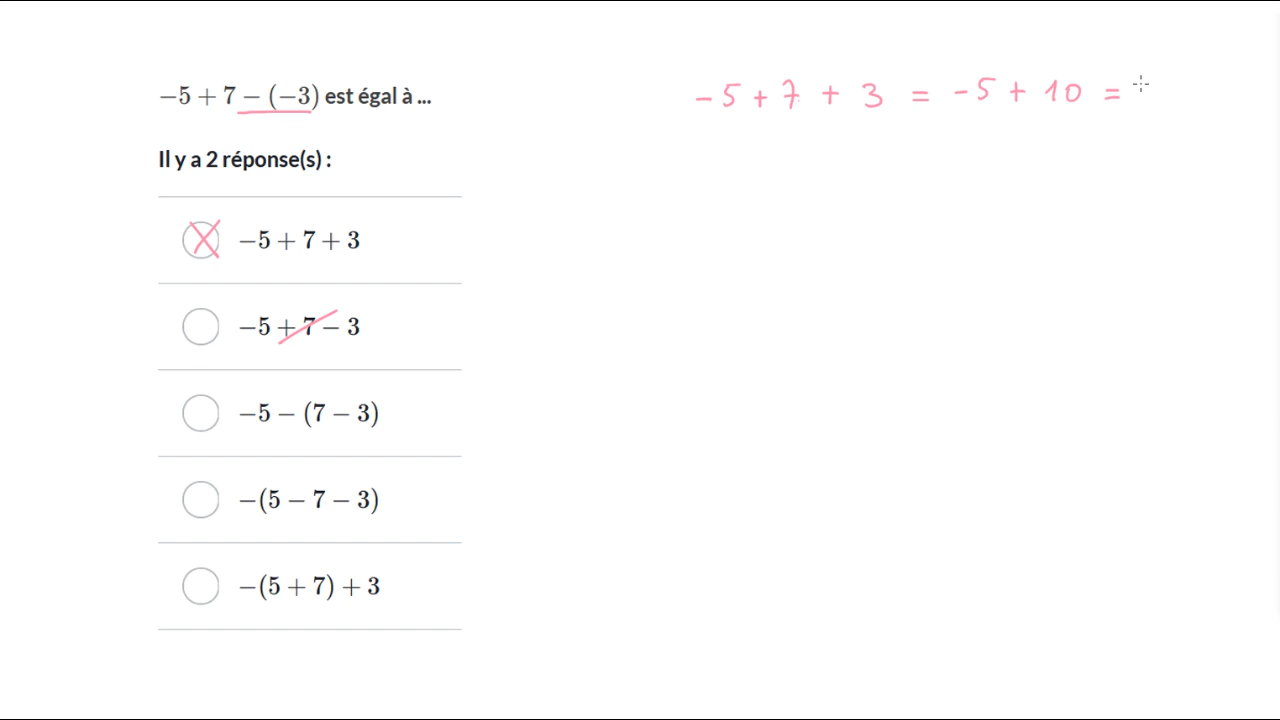 −5 + 7 − (−3) est égal à ...
-5 + 7 + 3 = -5 + 10 =
Il y a 2 réponse(s) :
−5 + 7 + 3
−5 + 7 − 3
−5 − (7 − 3)
−(5 − 7 − 3)
−(5 + 7) + 3